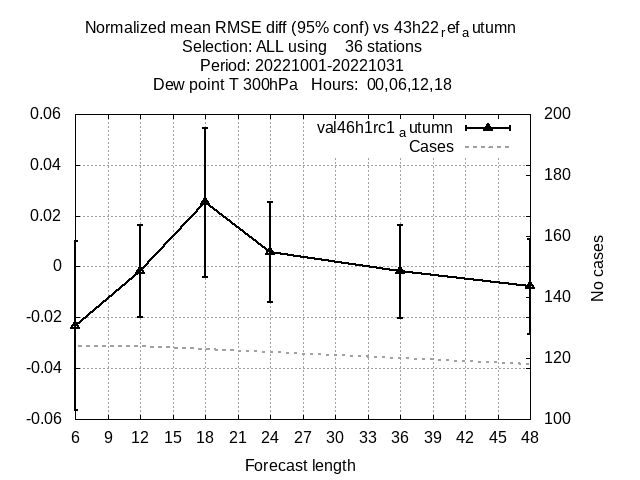 Normalized mean RMSE diff (95% conf) vs 43h22_ref_autumn
Selection: ALL using 36 stations
Period: 20221001-20221031
Dew point T 300hPa Hours: 00,06,12,18
val46h1rc1_autumn
Cases
0.06
0.04
0.02
0
-0.02
-0.04
-0.06
200
180
160
140
120
100
No cases
6 9 12 15 18 21 24 27 30 33 36 39 42 45 48
Forecast length